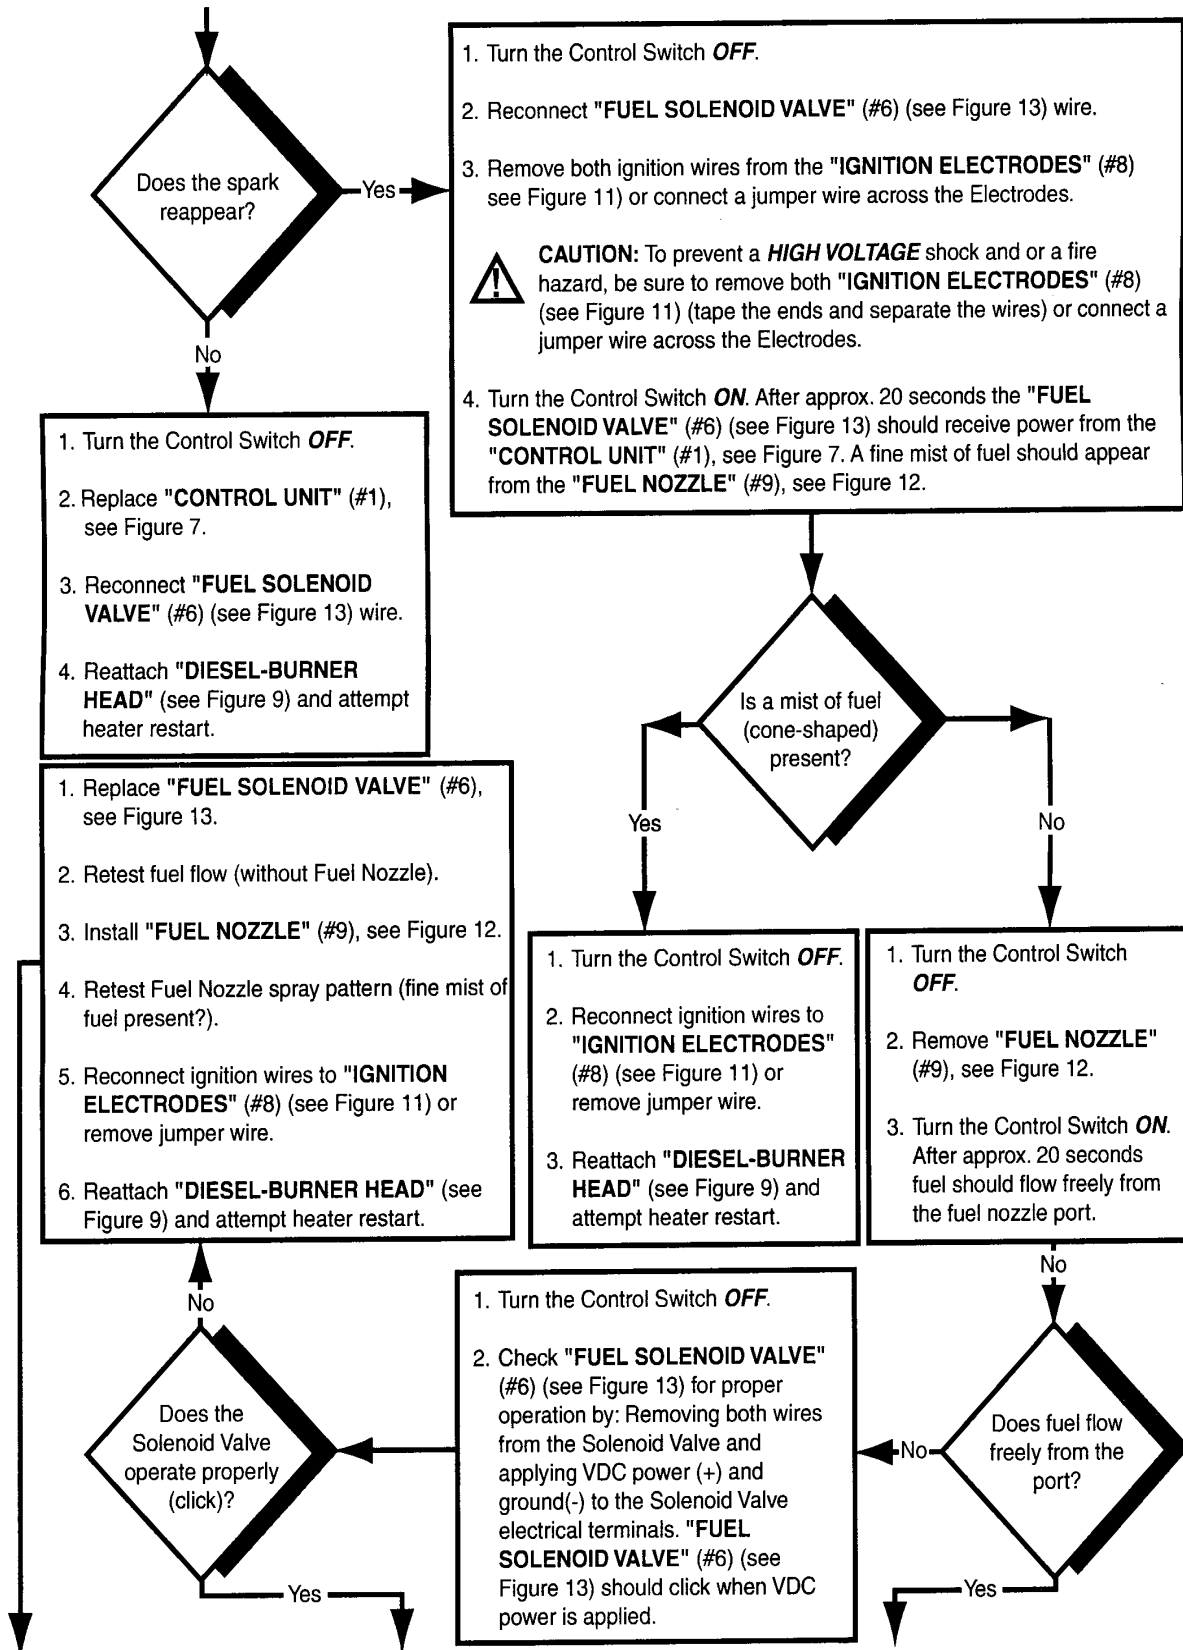 Does the spark
reappear?
Yes
No
1. Turn the Control Switch OFF.
2. Reconnect "FUEL SOLENOID VALVE" (#6) (see Figure 13) wire.
3. Remove both ignition wires from the "IGNITION ELECTRODES" (#8)
see Figure 11) or connect a jumper wire across the Electrodes.
CAUTION: To prevent a HIGH VOLTAGE shock and or a fire
hazard, be sure to remove both "IGNITION ELECTRODES" (#8)
(see Figure 11) (tape the ends and separate the wires) or connect a
jumper wire across the Electrodes.
4. Turn the Control Switch ON. After approx. 20 seconds the "FUEL
SOLENOID VALVE" (#6) (see Figure 13) should receive power from the
"CONTROL UNIT" (#1), see Figure 7. A fine mist of fuel should appear
from the "FUEL NOZZLE" (#9), see Figure 12.
1. Turn the Control Switch OFF.
2. Replace "CONTROL UNIT" (#1),
see Figure 7.
3. Reconnect "FUEL SOLENOID
VALVE" (#6) (see Figure 13) wire.
4. Reattach "DIESEL-BURNER
HEAD" (see Figure 9) and attempt
heater restart.
Is a mist of fuel
(cone-shaped)
present?
Yes
No
1. Replace "FUEL SOLENOID VALVE" (#6),
see Figure 13.
2. Retest fuel flow (without Fuel Nozzle).
3. Install "FUEL NOZZLE" (#9), see Figure 12.
4. Retest Fuel Nozzle spray pattern (fine mist of
fuel present?).
5. Reconnect ignition wires to "IGNITION
ELECTRODES" (#8) (see Figure 11) or
remove jumper wire.
6. Reattach "DIESEL-BURNER HEAD" (see
Figure 9) and attempt heater restart.
1. Turn the Control Switch OFF.
2. Reconnect ignition wires to
"IGNITION ELECTRODES"
(#8) (see Figure 11) or
remove jumper wire.
3. Reattach "DIESEL-BURNER
HEAD" (see Figure 9) and
attempt heater restart.
1. Turn the Control Switch
OFF.
2. Remove "FUEL NOZZLE"
(#9), see Figure 12.
3. Turn the Control Switch ON.
After approx. 20 seconds
fuel should flow freely from
the fuel nozzle port.
No
Does fuel flow
freely from the
port?
No
Yes
1. Turn the Control Switch OFF.
2. Check "FUEL SOLENOID VALVE"
(#6) (see Figure 13) for proper
operation by: Removing both wires
from the Solenoid Valve and
applying VDC power (+) and
ground(-) to the Solenoid Valve
electrical terminals. "FUEL
SOLENOID VALVE" (#6) (see
Figure 13) should click when VDC
power is applied.
No
Does the
Solenoid Valve
operate properly
(click)?
Yes